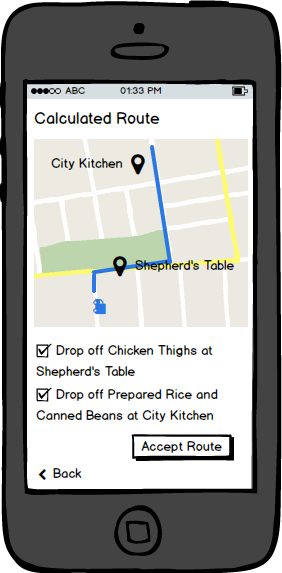 ABC 01:33 PM
Calculated Route
City Kitchen
Shepherd's Table
Drop off Chicken Thighs at
Shepherd's Table
Drop off Prepared Rice and
Canned Beans at City Kitchen
Accept Route
Back